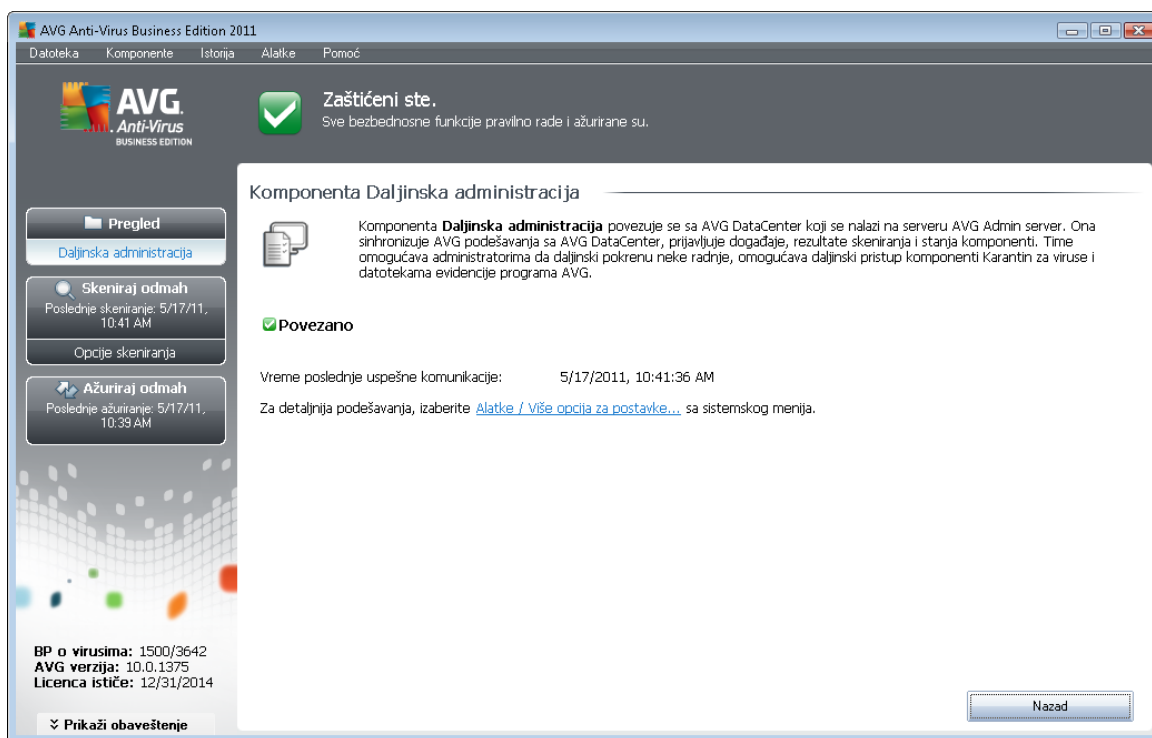 AVG Anti-Virus Business Edition 2011
Datoteka Komponente Istorija Alatke Pomoć
AVG.
Anti-Virus
BUSINESS EDITION
Zaštićeni ste.
Sve bezbednosne funkcije pravilno rade i ažurirane su.
Pregled
Daljinska administracija
Skeniraj odmah
Poslednje skeniranje: 5/17/11,
10:41 AM
Opcije skeniranja
Ažuriraj odmah
Poslednje ažuriranje: 5/17/11,
10:39 AM
BP o virusima: 1500/3642
AVG verzija: 10.0.1375
Licenca ističe: 12/31/2014
Prikaži obaveštenje
Komponenta Daljinska administracija
Komponenta Daljinska administracija povezuje se sa AVG DataCenter koji se nalazi na serveru AVG Admin server. Ona
sinhronizuje AVG podešavanja sa AVG DataCenter, prijavljuje događaje, rezultate skeniranja i stanja komponenti. Time
omogućava administratorima da daljinski pokrenu neke radnje, omogućava daljinski pristup komponenti Karantin za viruse i
datotekama evidencije programa AVG.
Povezano
Vreme poslednje uspešne komunikacije: 5/17/2011, 10:41:36 AM
Za detaljnija podešavanja, izaberite Alatke / Više opcija za postavke... sa sistemskog menija.
Nazad